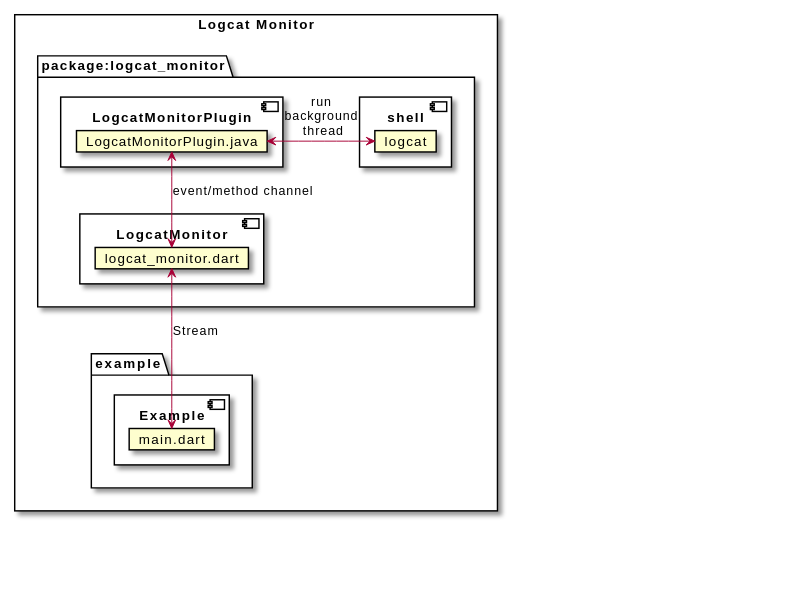 Logcat Monitor
package:logcat_monitor
LogcatMonitorPlugin
LogcatMonitorPlugin.java
run
background
thread
shell
logcat
event/method channel
LogcatMonitor
logcat_monitor.dart
Stream
example
Example
main.dart